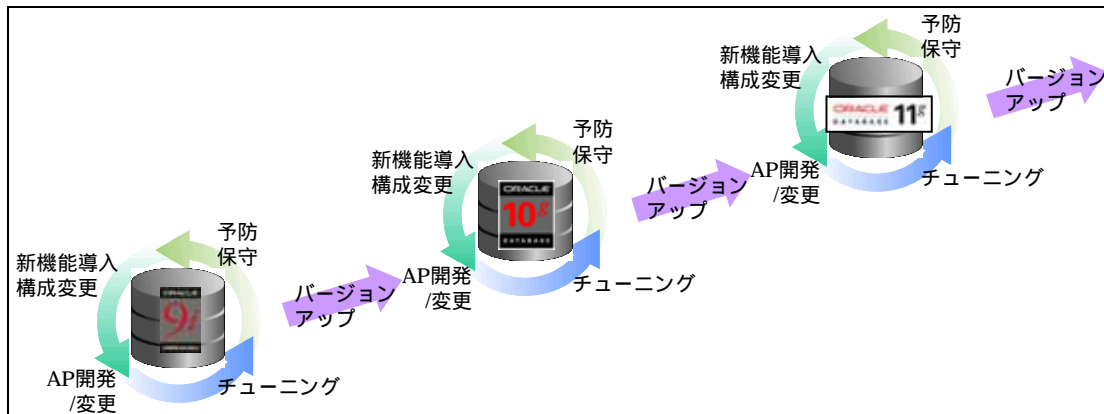 新機能導入
構成変更
予防
保守
ORACLE
9i
AP開発
/変更
チューニング
バージョン
アップ
新機能導入
構成変更
予防
保守
ORACLE
10g
DATABASE
AP開発
/変更
チューニング
バージョン
アップ
新機能導入
構成変更
予防
保守
ORACLE
DATABASE
11g
AP開発
/変更
チューニング
バージョン
アップ